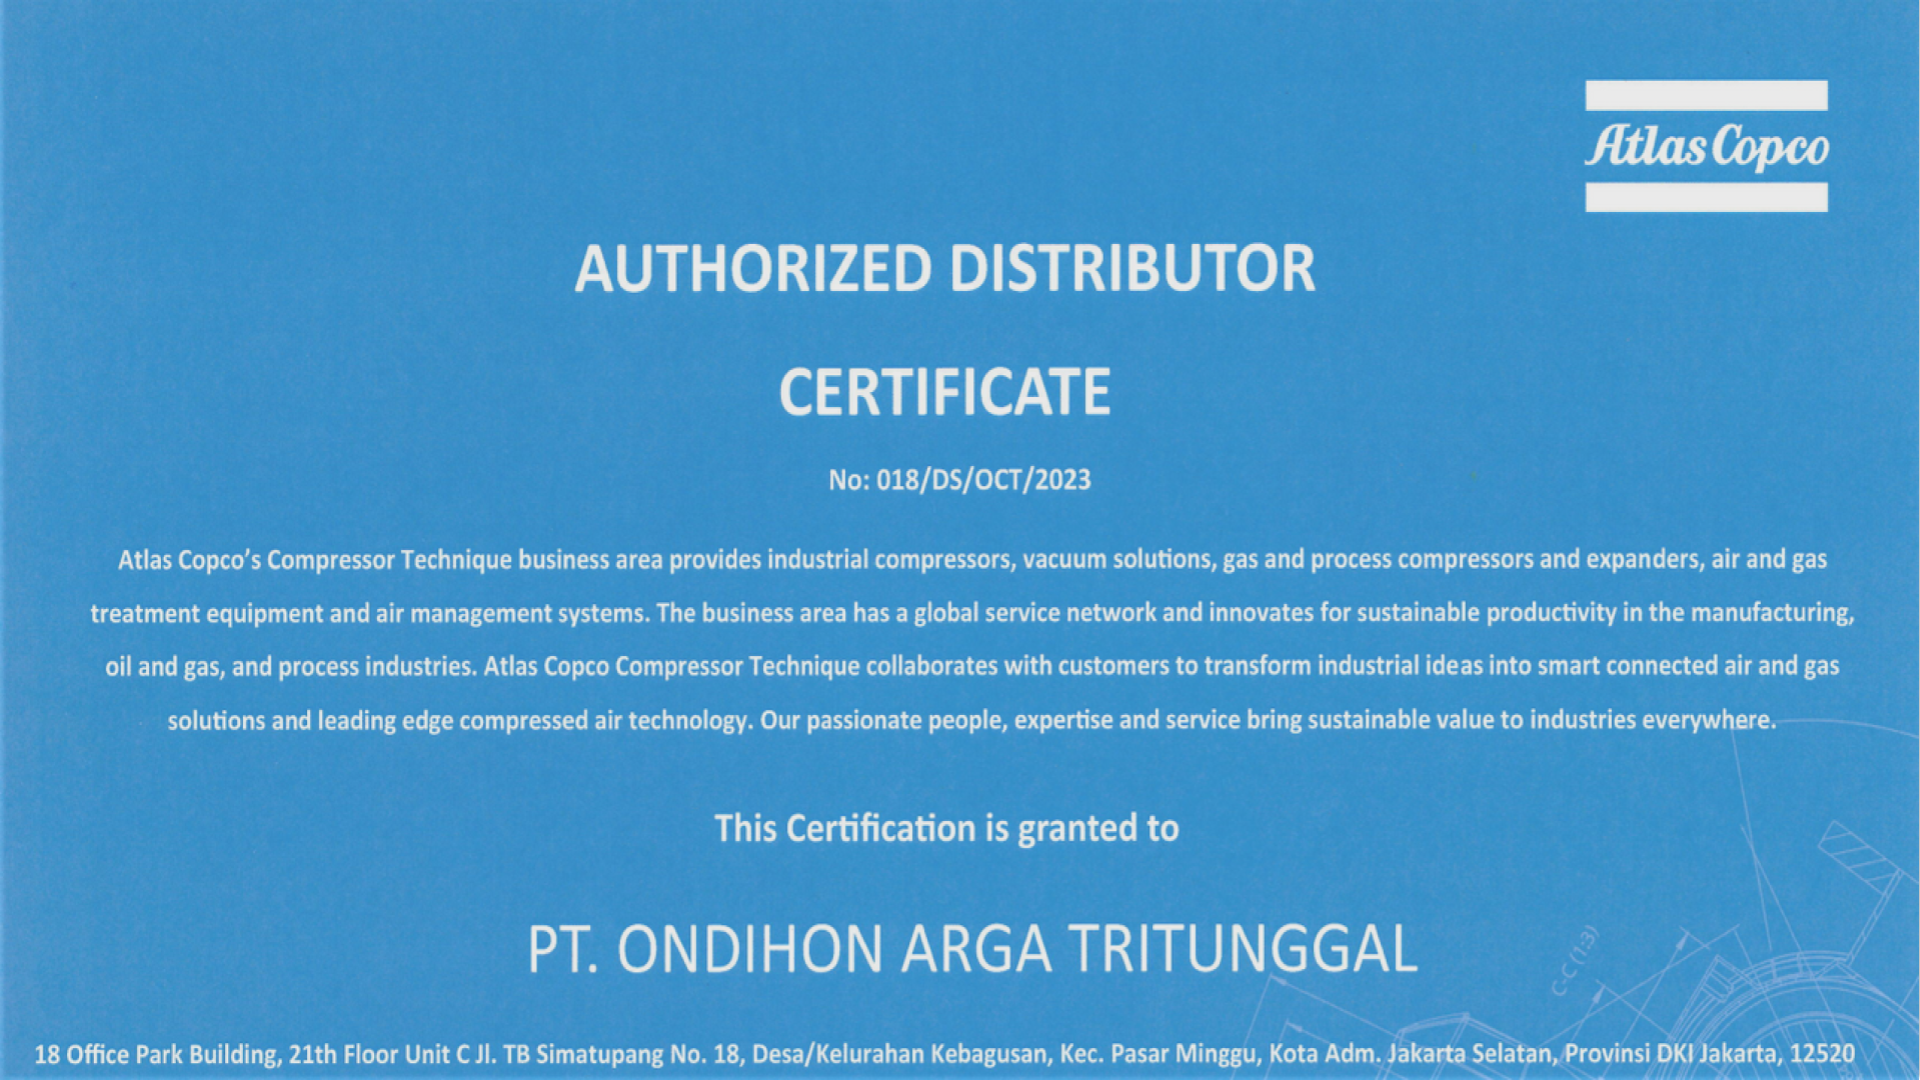 Atlas Copco
AUTHORIZED DISTRIBUTOR
CERTIFICATE
No: 018/DS/OCT/2023
Atlas Copco’s Compressor Technique business area provides industrial compressors, vacuum solutions, gas and process compressors and expanders, air and gas
treatment equipment and air management systems. The business area has a global service network and innovates for sustainable productivity in the manufacturing,
oil and gas, and process industries. Atlas Copco Compressor Technique collaborates with customers to transform industrial ideas into smart connected air and gas
solutions and leading edge compressed air technology. Our passionate people, expertise and service bring sustainable value to industries everywhere.
This Certification is granted to
PT. ONDIHON ARGA TRITUNGGAL
C-C (1:3)
18 Office Park Building, 21th Floor Unit C Jl. TB Simatupang No. 18, Desa/Kelurahan Kebagusan, Kec. Pasar Minggu, Kota Adm. Jakarta Selatan, Provinsi DKI Jakarta, 12520